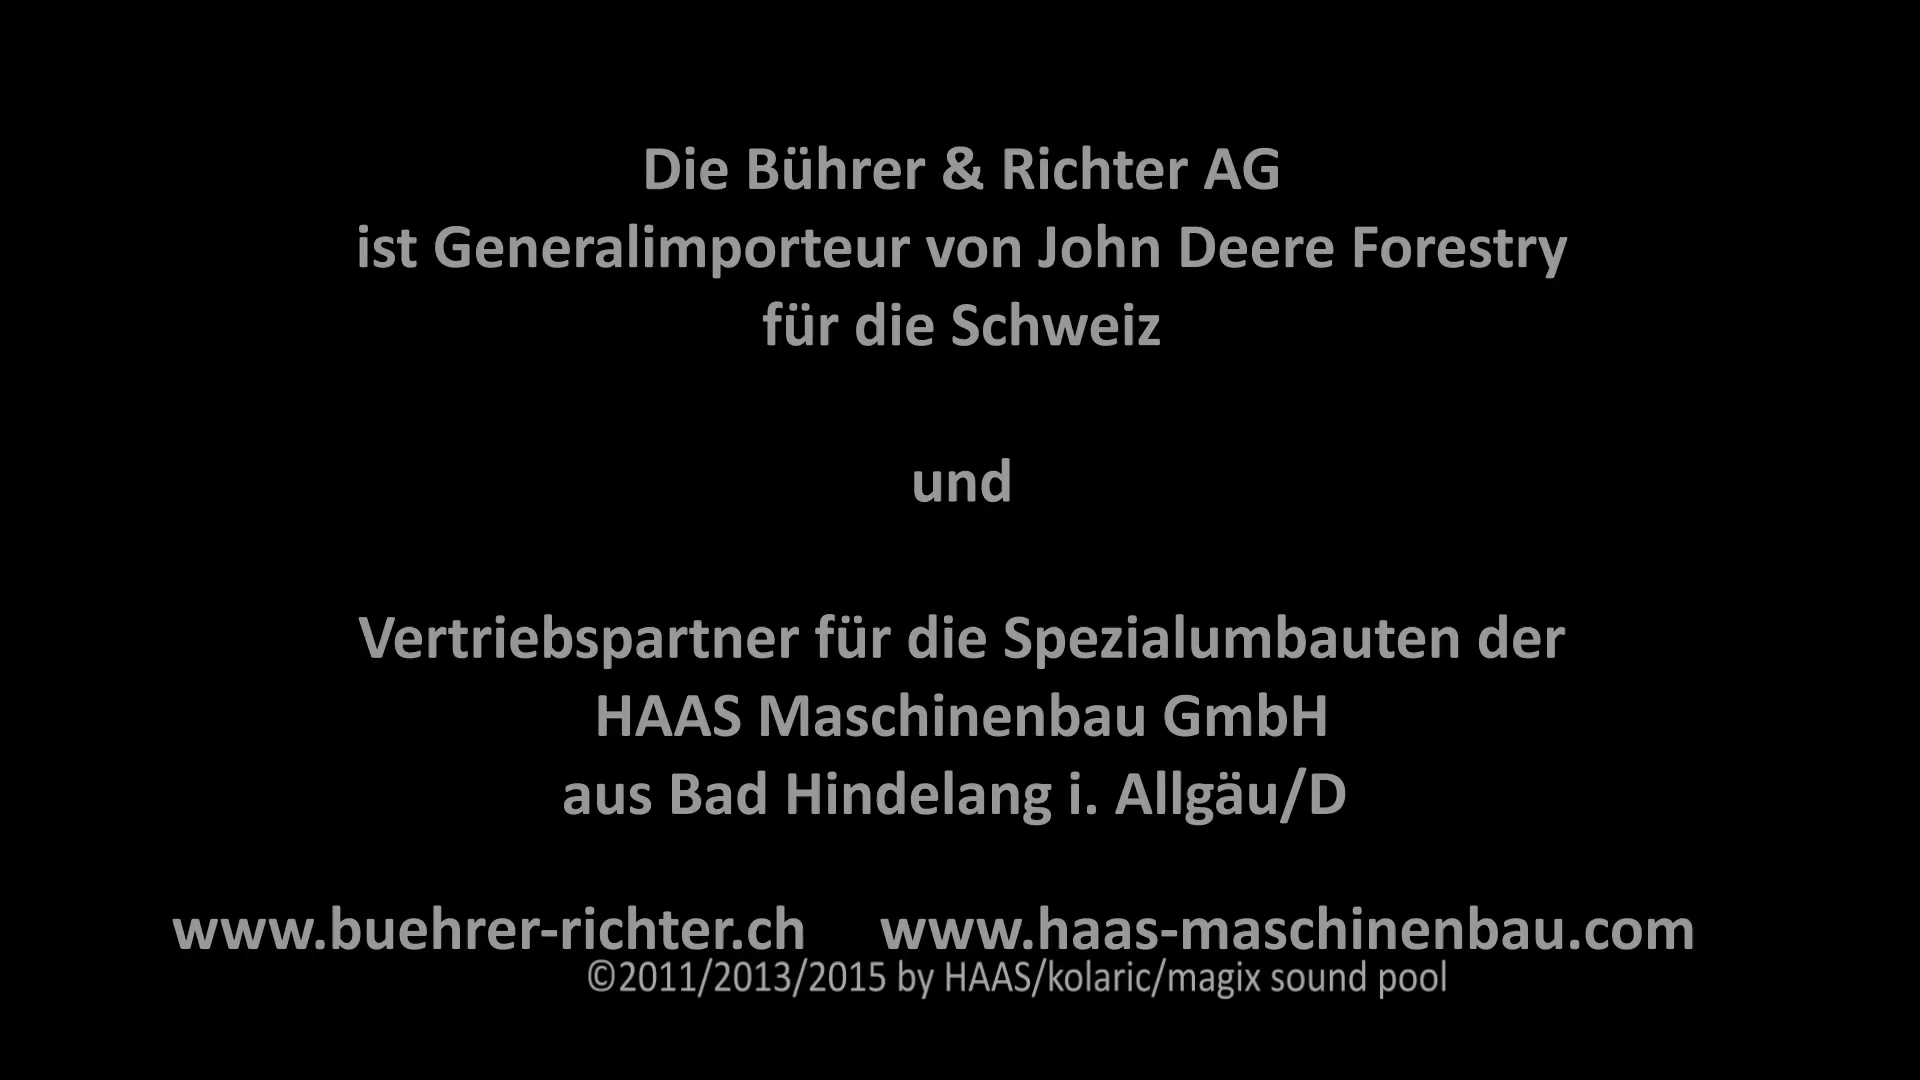 Die Bührer & Richter AG
ist Generalimporteur von John Deere Forestry
für die Schweiz
und
Vertriebspartner für die Spezialumbauten der
HAAS Maschinenbau GmbH
aus Bad Hindelang i. Allgäu/D
www.buehrer-richter.ch www.haas-maschinenbau.com
©2011/2013/2015 by HAAS/kolaric/magix sound pool